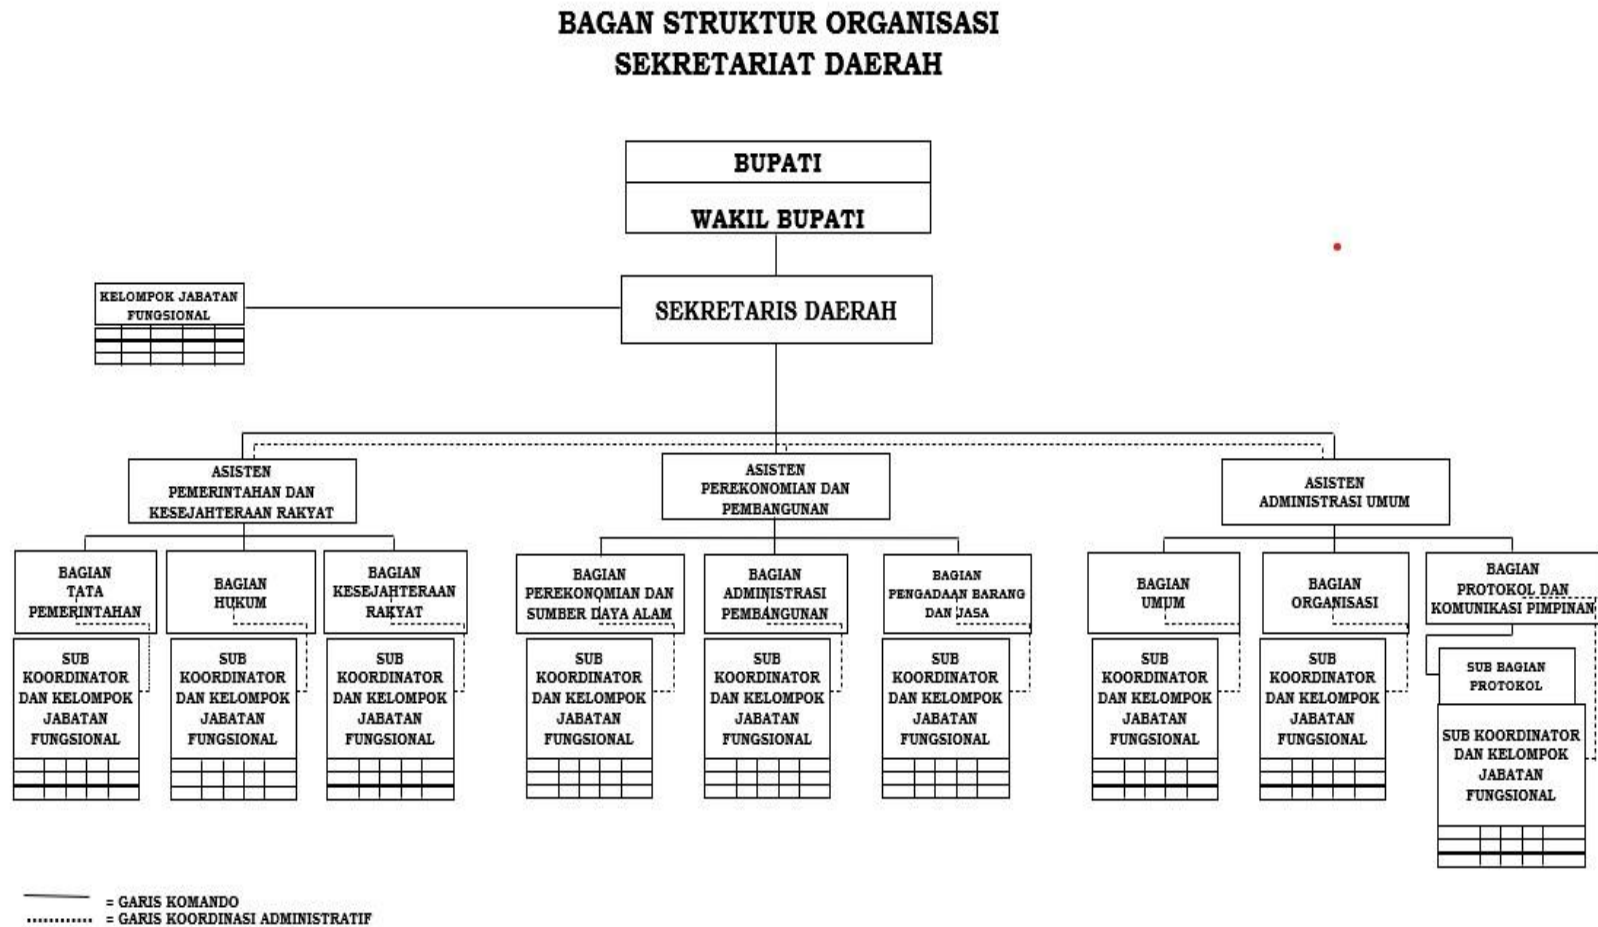 BAGAN STRUKTUR ORGANISASI
SEKRETARIAT DAERAH
BUPATI
WAKIL BUPATI
KELOMPOK JABATAN
FUNGSIONAL
SEKRETARIS DAERAH
ASISTEN
PEMERINTAHAN DAN
KESEJAHTERAAN RAKYAT
ASISTEN
PEREKONOMIAN DAN
PEMBANGUNAN
ASISTEN
ADMINISTRASI UMUM
BAGIAN
TATA
PEMERINTAHAN
BAGIAN
HUKUM
BAGIAN
KESEJAHTERAAN
RAKYAT
BAGIAN
PEREKONOMIAN DAN
SUMBER DAYA ALAM
BAGIAN
ADMINISTRASI
PEMBANGUNAN
BAGIAN
PENGADAAN BARANG
DAN JASA
BAGIAN
UMUM
BAGIAN
ORGANISASI
BAGIAN
PROTOKOL DAN
KOMUNIKASI PIMPINAN
SUB
KOORDINATOR
DAN KELOMPOK
JABATAN
FUNGSIONAL
SUB
KOORDINATOR
DAN KELOMPOK
JABATAN
FUNGSIONAL
SUB
KOORDINATOR
DAN KELOMPOK
JABATAN
FUNGSIONAL
SUB
KOORDINATOR
DAN KELOMPOK
JABATAN
FUNGSIONAL
SUB
KOORDINATOR
DAN KELOMPOK
JABATAN
FUNGSIONAL
SUB
KOORDINATOR
DAN KELOMPOK
JABATAN
FUNGSIONAL
SUB
KOORDINATOR
DAN KELOMPOK
JABATAN
FUNGSIONAL
SUB
KOORDINATOR
DAN KELOMPOK
JABATAN
FUNGSIONAL
SUB BAGIAN
PROTOKOL
SUB KOORDINATOR
DAN KELOMPOK
JABATAN
FUNGSIONAL
= GARIS KOMANDO
= GARIS KOORDINASI ADMINISTRATIF